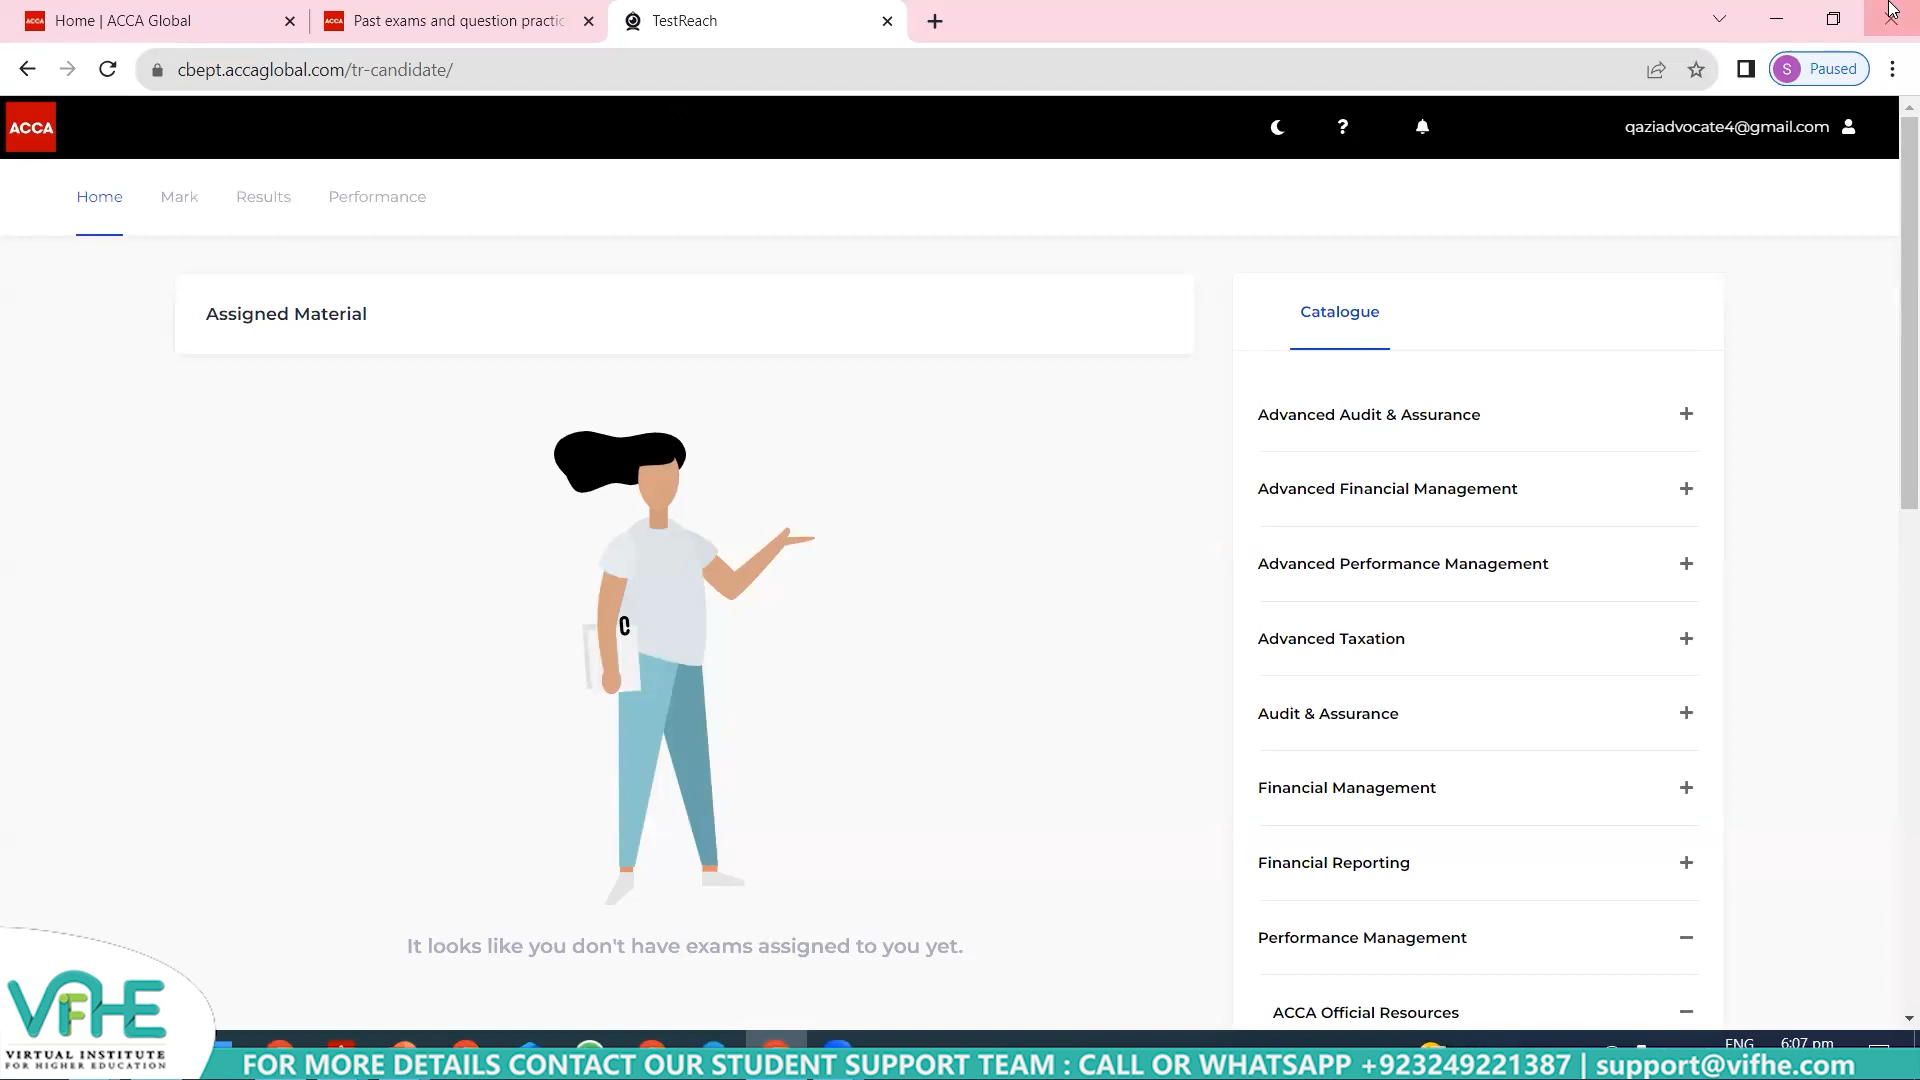 ACCA Home | ACCA Global
ACCA Past exams and question practic
TestReach
cbept.accaglobal.com/tr-candidate/
S Paused
ACCA
?
qaziadvocate4@gmail.com
Home
Mark
Results
Performance
Assigned Material
Catalogue
Advanced Audit & Assurance
Advanced Financial Management
Advanced Performance Management
Advanced Taxation
Audit & Assurance
Financial Management
Financial Reporting
Performance Management
ACCA Official Resources
It looks like you don't have exams assigned to you yet.
VIFHE
VIRTUAL INSTITUTE
FOR HIGHER EDUCATION
ENG
6:07 pm
FOR MORE DETAILS CONTACT OUR STUDENT SUPPORT TEAM : CALL OR WHATSAPP +923249221387 | support@vifhe.com